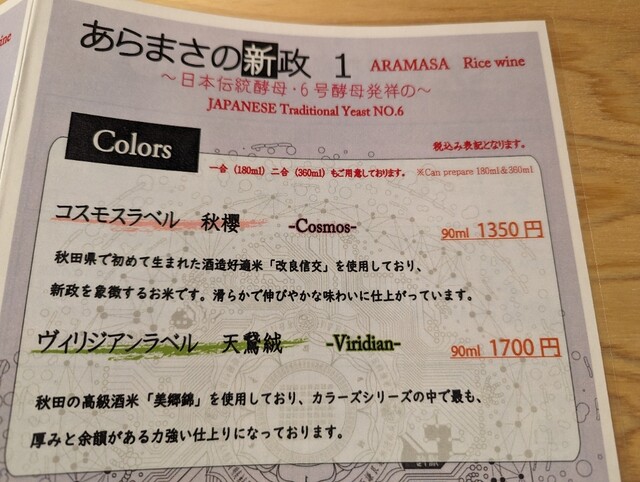 あらまさの新政 1 ARAMASA Rice wine
～日本伝統酵母・6号酵母発祥の～
JAPANESE Traditional Yeast NO.6
Colors
税込み表記となります。
一合（180ml）二合（360ml）もご用意しております。 ※Can prepare 180ml&360ml
コスモスラベル 秋櫻 -Cosmos- 90ml 1350円
秋田県で初めて生まれた酒造好適米「改良信交」を使用しており、
新政を象徴するお米です。滑らかで伸びやかな味わいに仕上がっています。
ヴィリジアンラベル 天鵞絨 -Viridian- 90ml 1700円
秋田の高級酒米「美郷錦」を使用しており、カラーズシリーズの中で最も、
厚みと余韻がある力強い仕上りになっております。